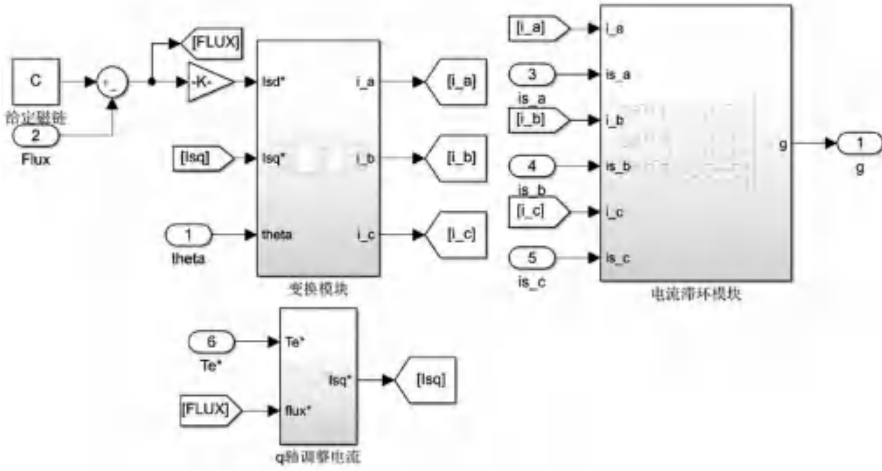 [FLUX]
C
给定磁链
2
Flux
+
-
-K-
[Isq]
1
theta
Isd*
Isq*
theta
i_a
i_b
i_c
变换模块
[i_a]
[i_b]
[i_c]
[i_a]
3
is_a
[i_b]
4
is_b
[i_c]
5
is_c
i_a
is_a
i_b
is_b
i_c
is_c
g
电流滞环模块
1
g
6
Te*
[FLUX]
Te*
flux*
Isq*
q轴调整电流
[Isq]